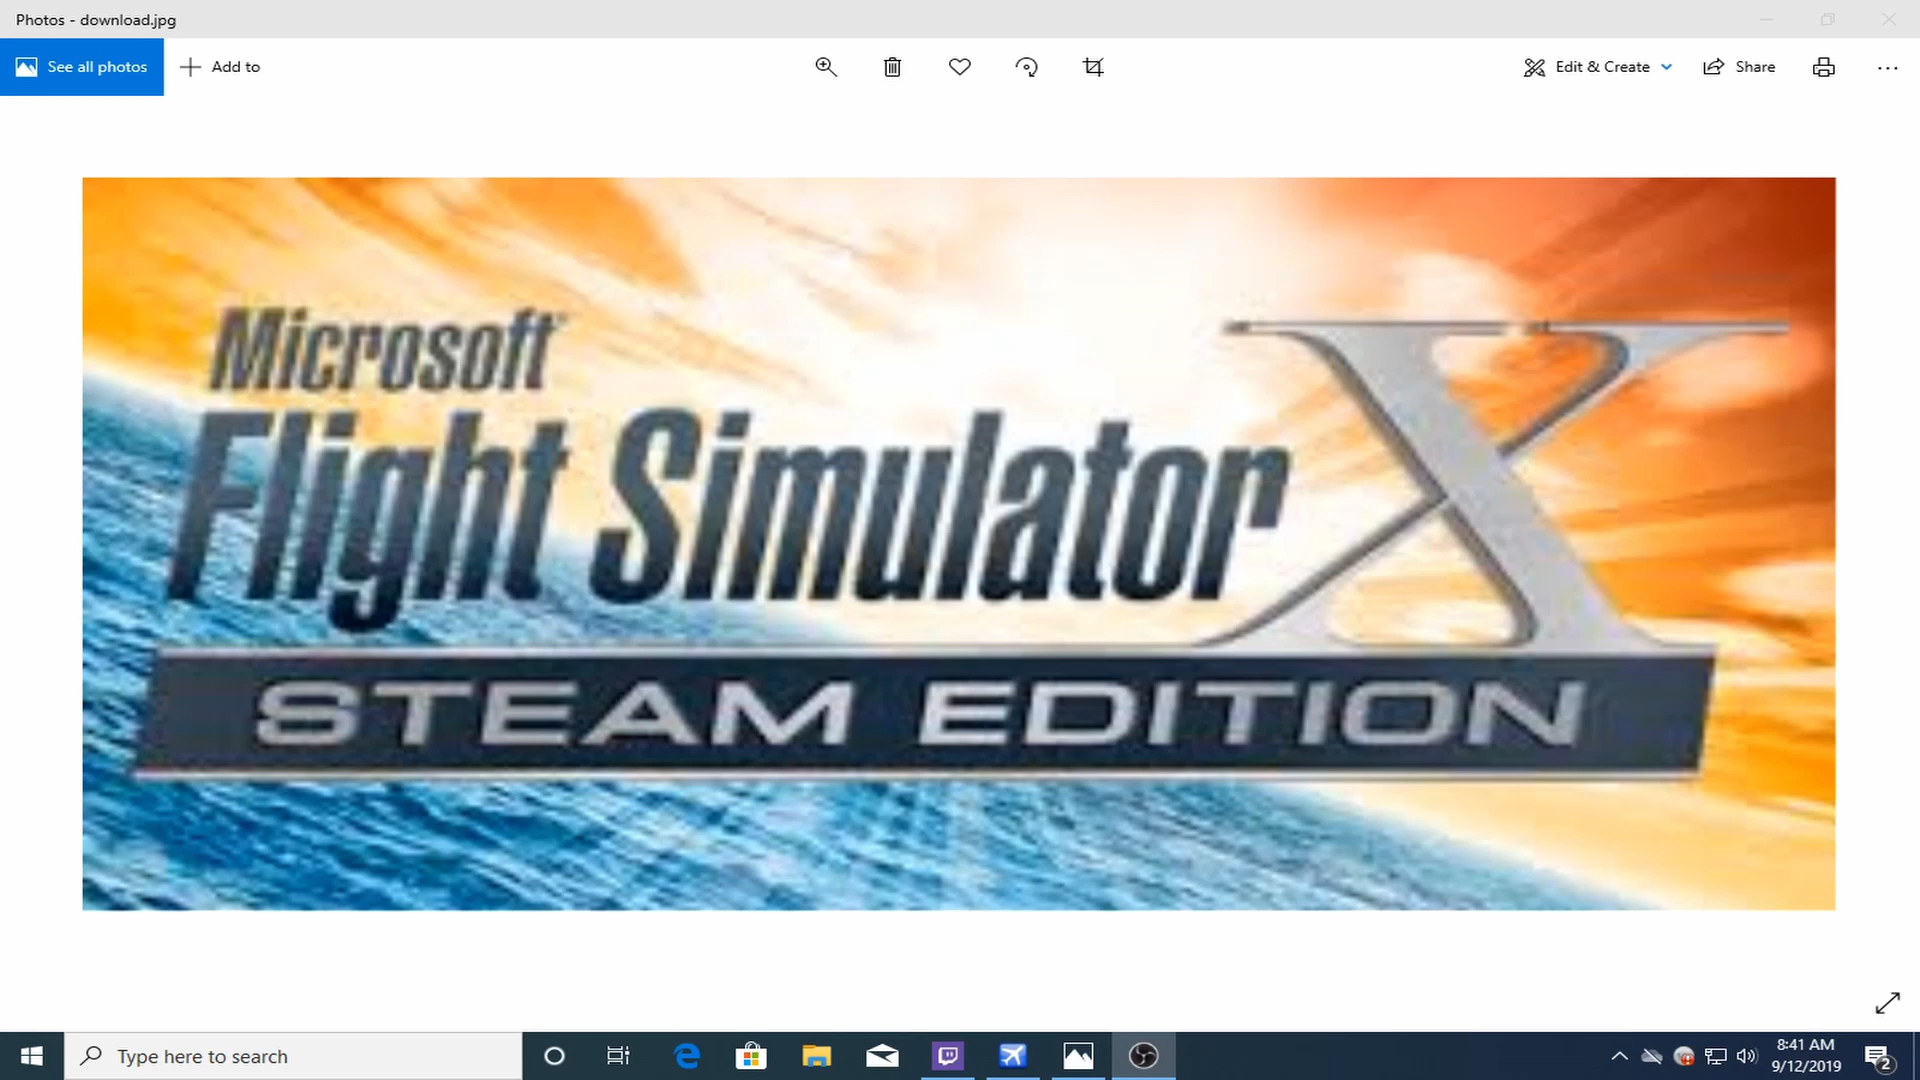 Photos - download.jpg
See all photos
Add to
Edit & Create
Share
Microsoft
Flight Simulator X
STEAM EDITION
Type here to search
8:41 AM
9/12/2019
2